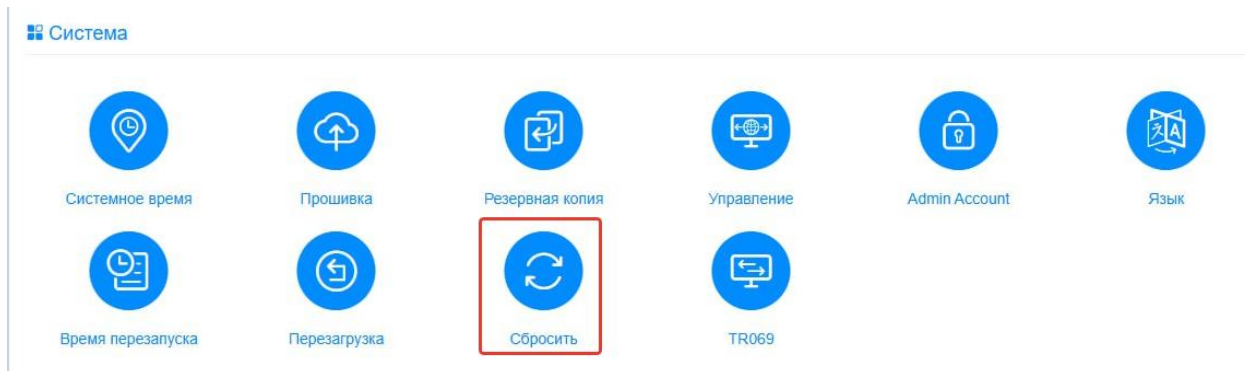 Система
Системное время
Прошивка
Резервная копия
Управление
Admin Account
Язык
Время перезапуска
Перезагрузка
Сбросить
TR069